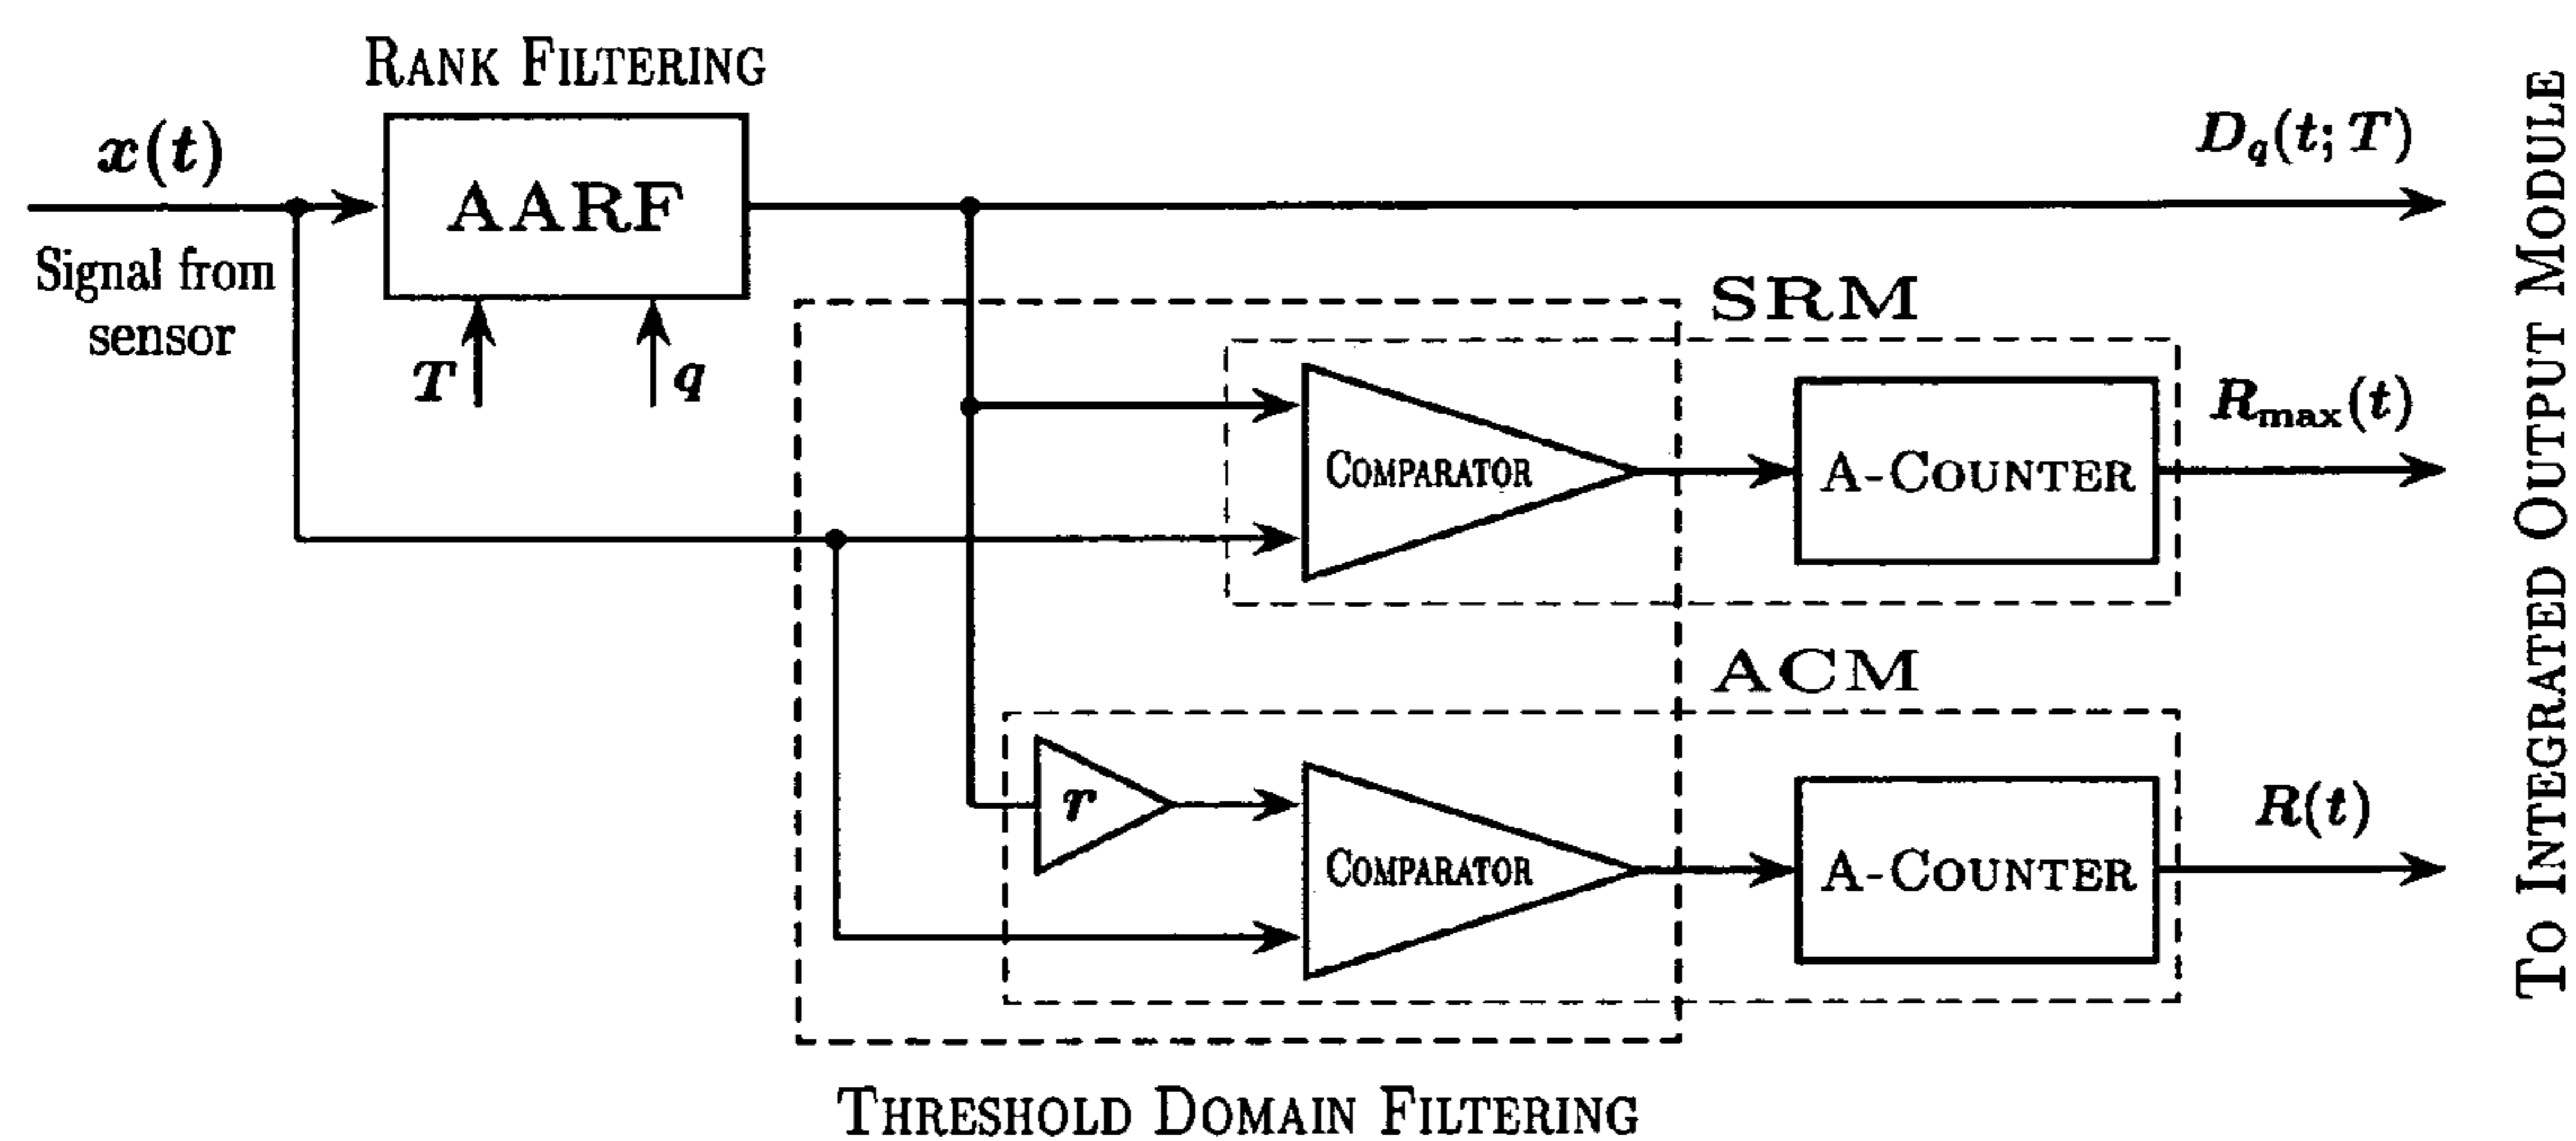 RANK FILTERING
x(t)
AARF
Signal from
sensor
T
q
D_q(t; T)
SRM
COMPARATOR
A-COUNTER
R_max(t)
ACM
r
COMPARATOR
A-COUNTER
R(t)
THRESHOLD DOMAIN FILTERING
TO INTEGRATED OUTPUT MODULE